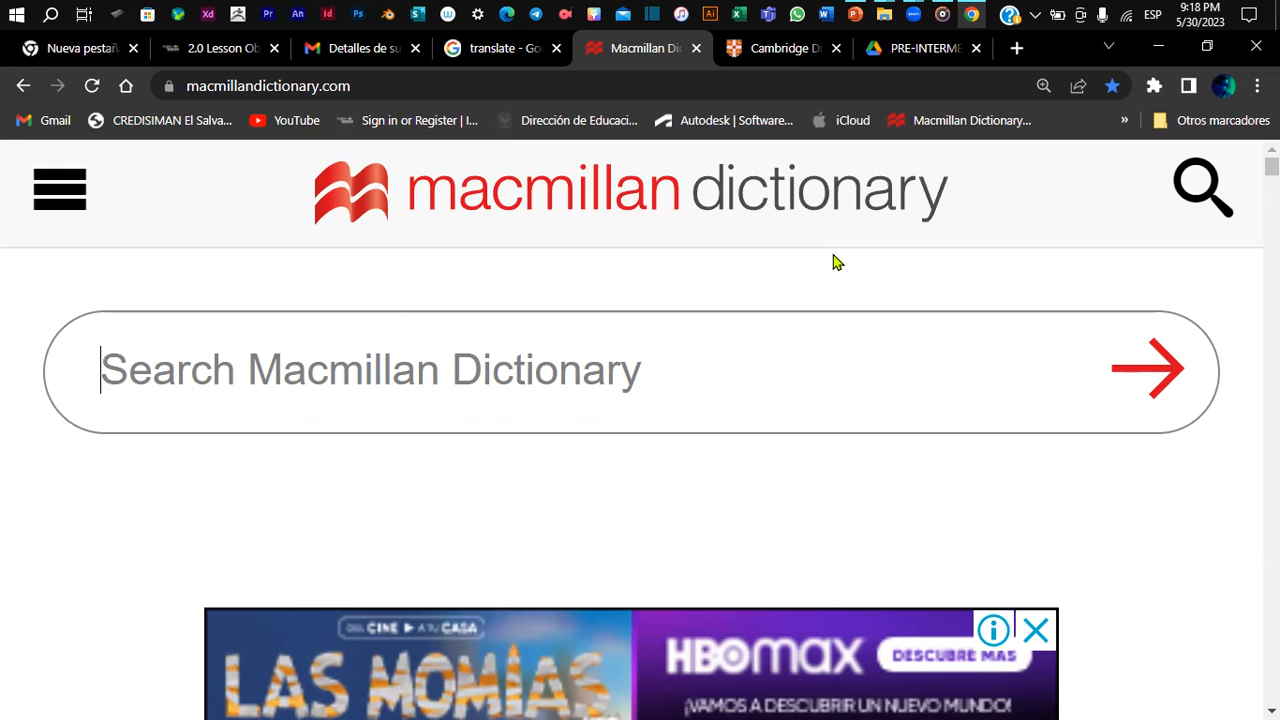 9:18 PM
ESP
5/30/2023
Nueva pestañ
2.0 Lesson Ob
Detalles de su
translate - Go
Macmillan Dic
Cambridge D
PRE-INTERME
macmillandictionary.com
Gmail
CREDISIMAN El Salva...
YouTube
Sign in or Register | I...
Dirección de Educaci...
Autodesk | Software...
iCloud
Macmillan Dictionary...
»
Otros marcadores
macmillan dictionary
Search Macmillan Dictionary
DEL CINE A TU CASA
LAS MOMIAS
HBOmax
DESCUBRE MÁS
¡VAMOS A DESCUBRIR UN NUEVO MUNDO!